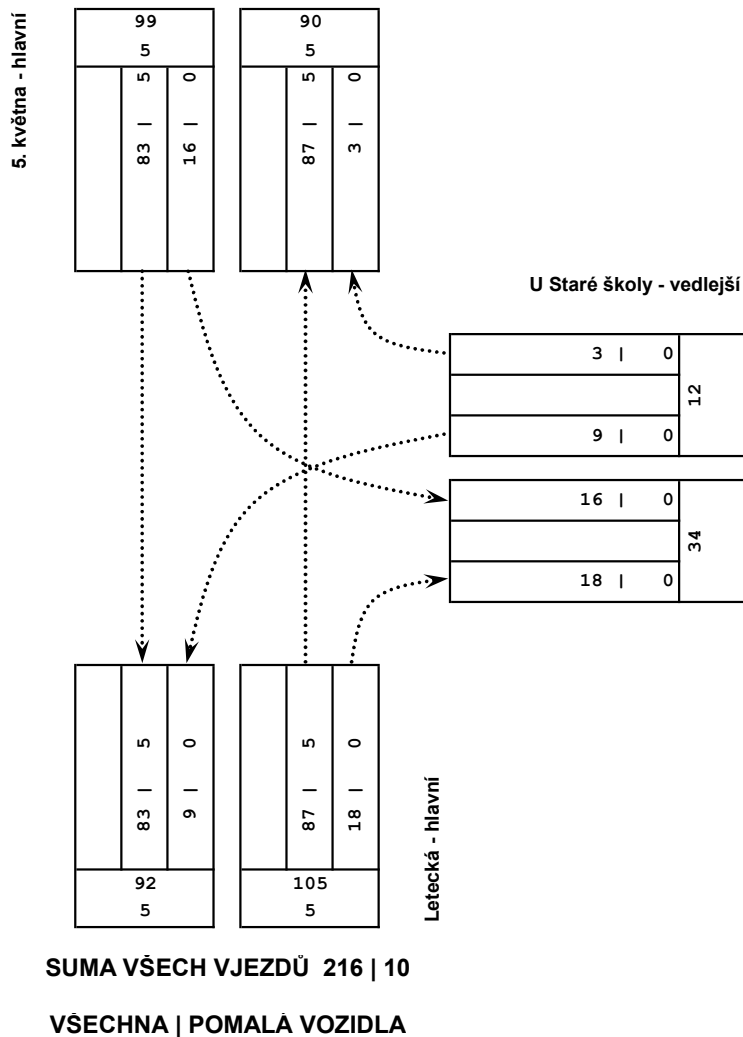 5. května - hlavní
99
5
83 | 5
16 | 0
90
5
87 | 5
3 | 0
U Staré školy - vedlejší
3 | 0
9 | 0
12
16 | 0
18 | 0
34
83 | 5
9 | 0
92
5
87 | 5
18 | 0
105
5
Letecká - hlavní
SUMA VŠECH VJEZDŮ 216 | 10
VŠECHNA | POMALÁ VOZIDLA